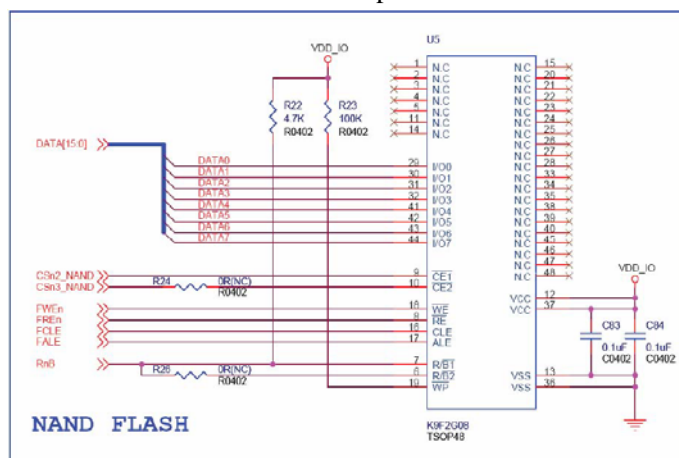 U5
VDD_IO
1 N.C N.C 15
2 N.C N.C 20
3 N.C N.C 21
4 N.C N.C 22
5 N.C N.C 23
11 N.C N.C 24
14 N.C N.C 25
N.C 26
N.C 27
N.C 28
N.C 33
N.C 34
N.C 35
N.C 38
N.C 39
N.C 40
N.C 45
N.C 46
N.C 47
N.C 48
R22
4.7K
R0402
R23
100K
R0402
DATA[15:0]
DATA0 29 I/O0
DATA1 30 I/O1
DATA2 31 I/O2
DATA3 32 I/O3
DATA4 41 I/O4
DATA5 42 I/O5
DATA6 43 I/O6
DATA7 44 I/O7
CSn2_NAND 9 CE1
CSn3_NAND R24 0R(NC) 10 CE2
R0402
VDD_IO
VCC 12
VCC 37
FWEn 18 WE
FREn 8 RE
FCLE 16 CLE
FALE 17 ALE
C83
0.1uF
C0402
C84
0.1uF
C0402
RnB 7 R/B1
R26 0R(NC) 6 R/B2
R0402 19 WP
VSS 13
VSS 36
K9F2G08
TSOP48
NAND FLASH